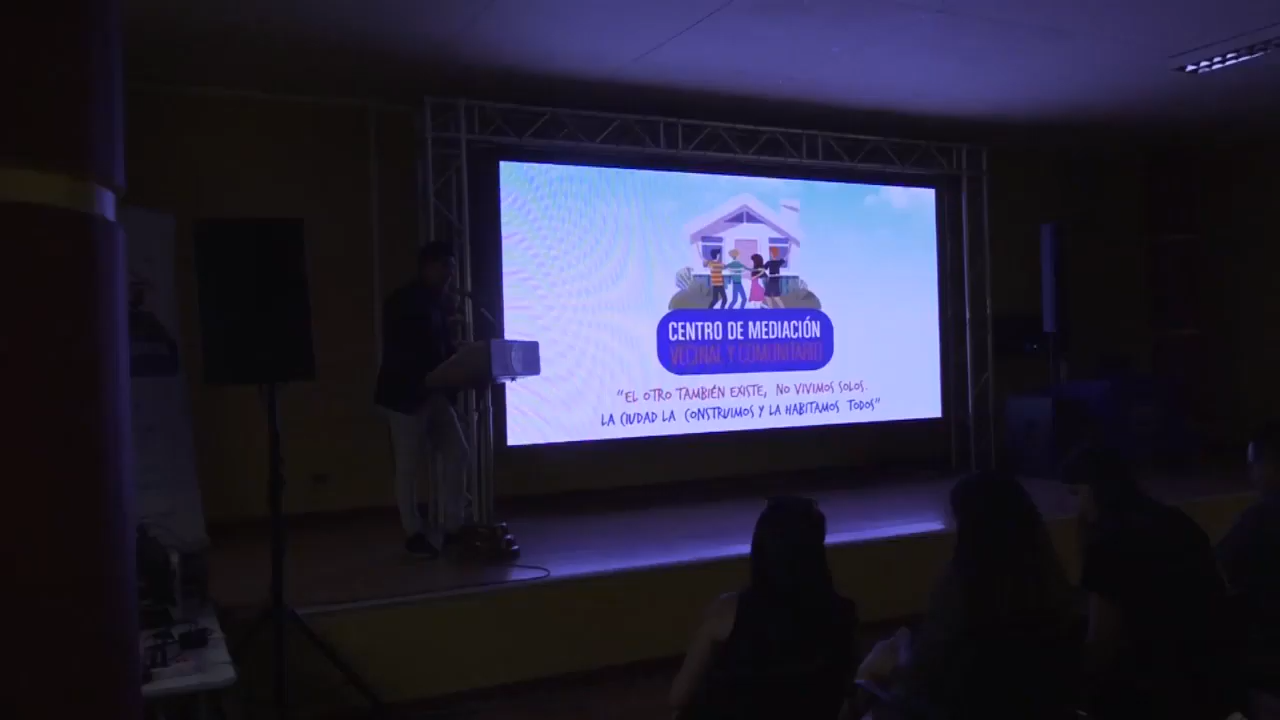 CENTRO DE MEDIACIÓN
VECINAL Y COMUNITARIO
"EL OTRO TAMBIÉN EXISTE, NO VIVIMOS SOLOS.
LA CIUDAD LA CONSTRUIMOS Y LA HABITAMOS TODOS"